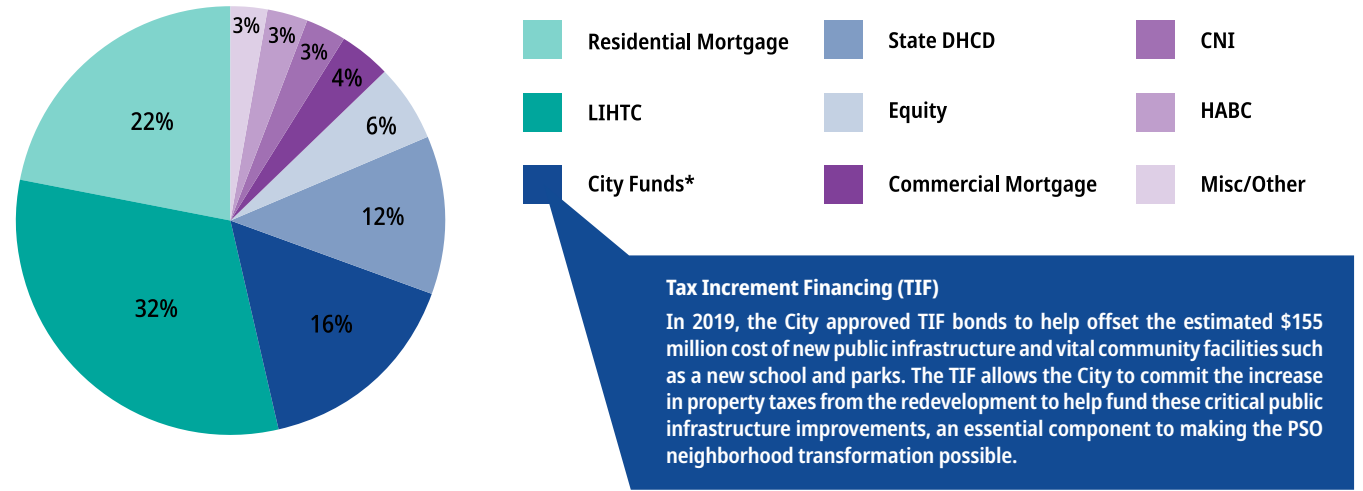 3%
3%
3%
4%
6%
12%
16%
32%
22%
Residential Mortgage
LIHTC
City Funds*
State DHCD
Equity
Commercial Mortgage
CNI
HABC
Misc/Other
Tax Increment Financing (TIF)
In 2019, the City approved TIF bonds to help offset the estimated $155
million cost of new public infrastructure and vital community facilities such
as a new school and parks. The TIF allows the City to commit the increase
in property taxes from the redevelopment to help fund these critical public
infrastructure improvements, an essential component to making the PSO
neighborhood transformation possible.